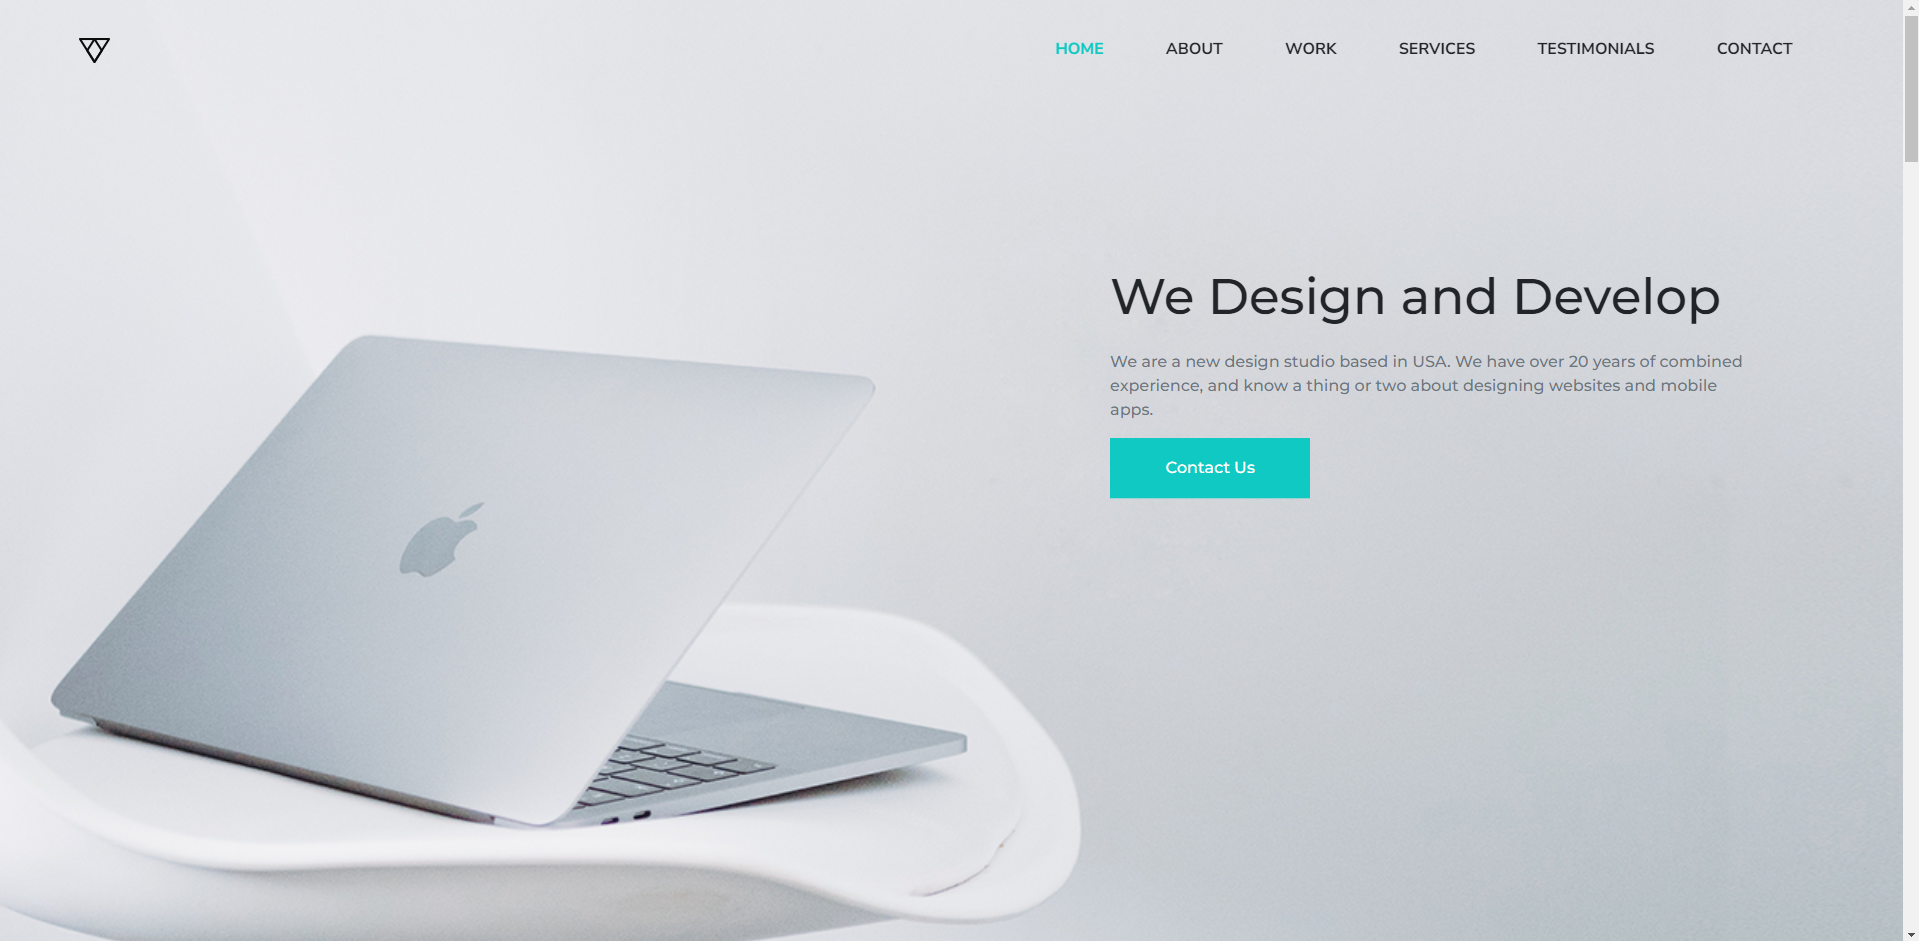 HOME ABOUT WORK SERVICES TESTIMONIALS CONTACT
We Design and Develop
We are a new design studio based in USA. We have over 20 years of combined
experience, and know a thing or two about designing websites and mobile
apps.
Contact Us